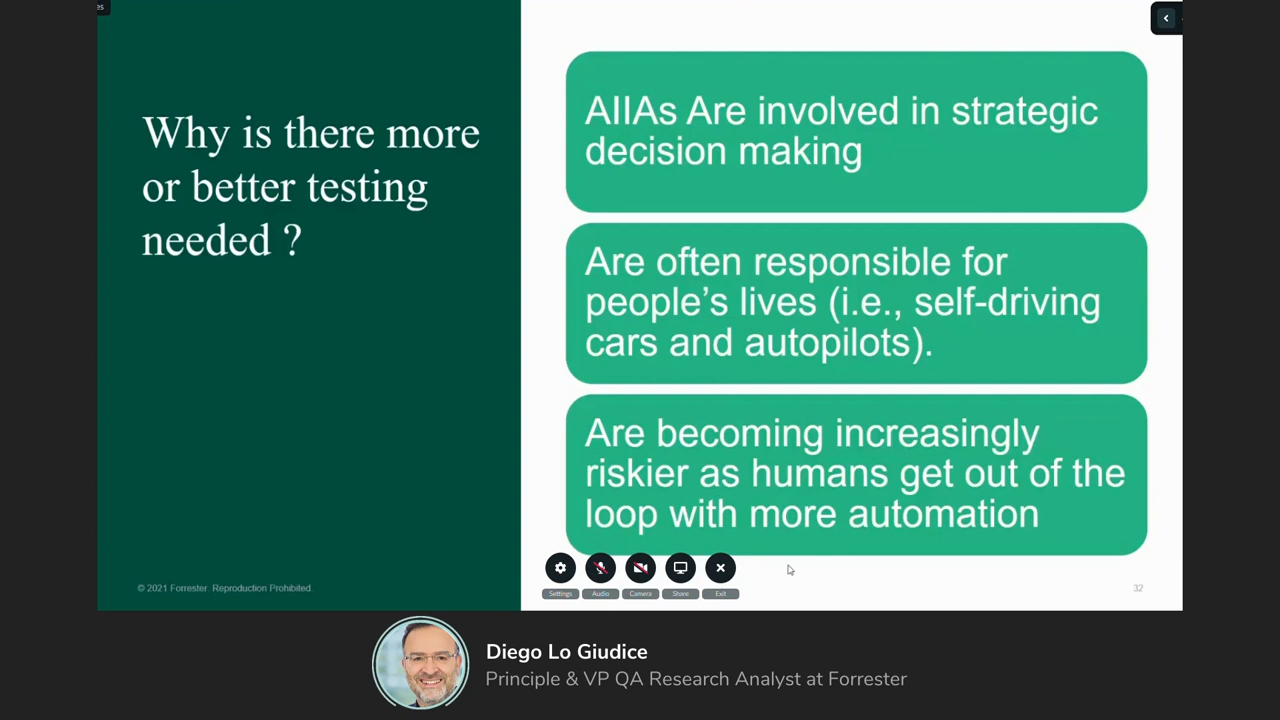 es
Why is there more
or better testing
needed ?
AIIAs Are involved in strategic
decision making
Are often responsible for
people’s lives (i.e., self-driving
cars and autopilots).
Are becoming increasingly
riskier as humans get out of the
loop with more automation
Settings
Audio
Camera
Share
Exit
© 2021 Forrester. Reproduction Prohibited.
32
Diego Lo Giudice
Principle & VP QA Research Analyst at Forrester